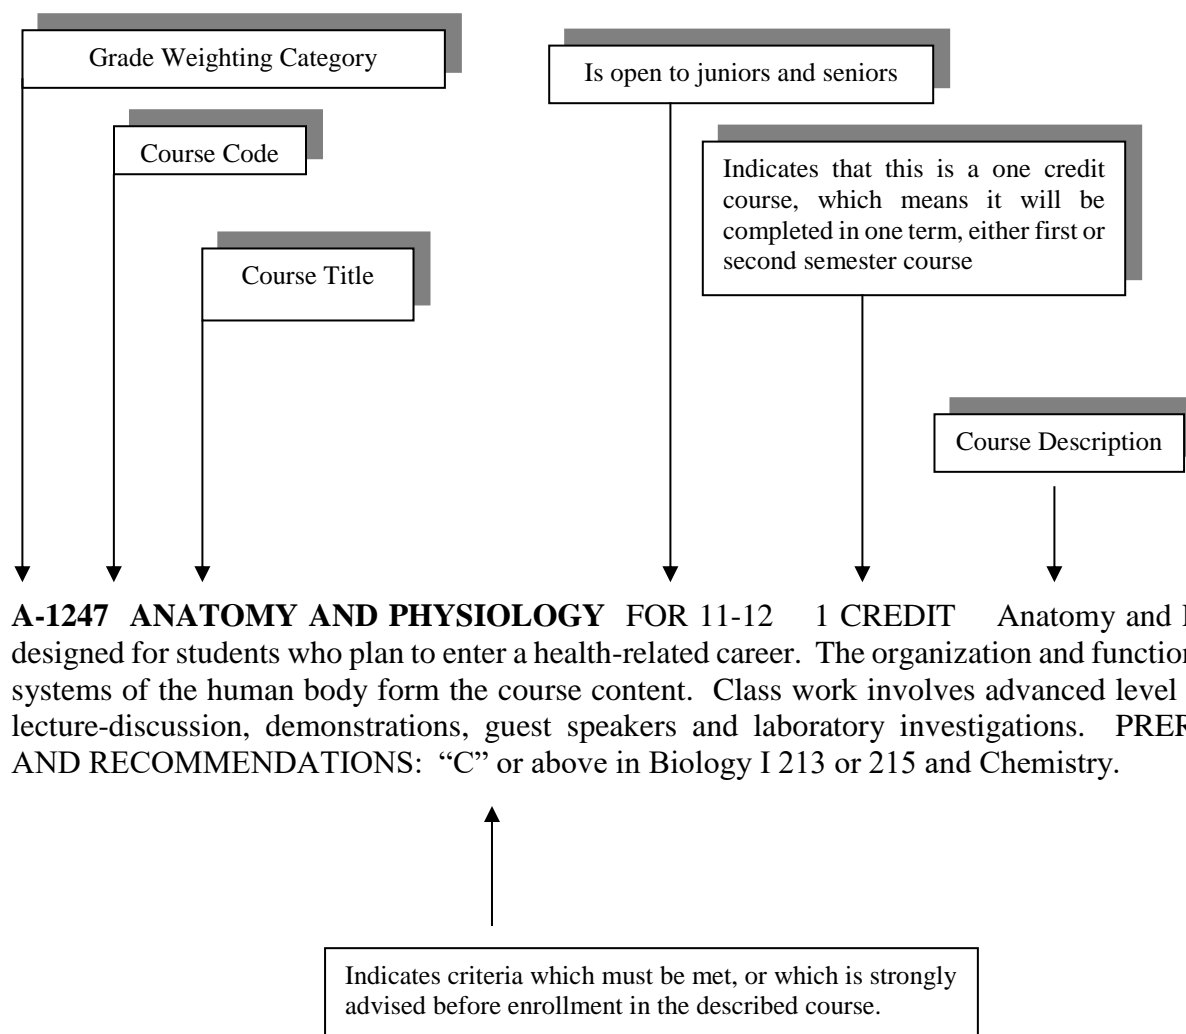 Grade Weighting Category
Is open to juniors and seniors
Course Code
Indicates that this is a one credit
course, which means it will be
completed in one term, either first or
second semester course
Course Title
Course Description
A-1247 ANATOMY AND PHYSIOLOGY FOR 11-12 1 CREDIT Anatomy and
designed for students who plan to enter a health-related career. The organization and function
systems of the human body form the course content. Class work involves advanced level
lecture-discussion, demonstrations, guest speakers and laboratory investigations. PRER
AND RECOMMENDATIONS: “C” or above in Biology I 213 or 215 and Chemistry.
Indicates criteria which must be met, or which is strongly
advised before enrollment in the described course.